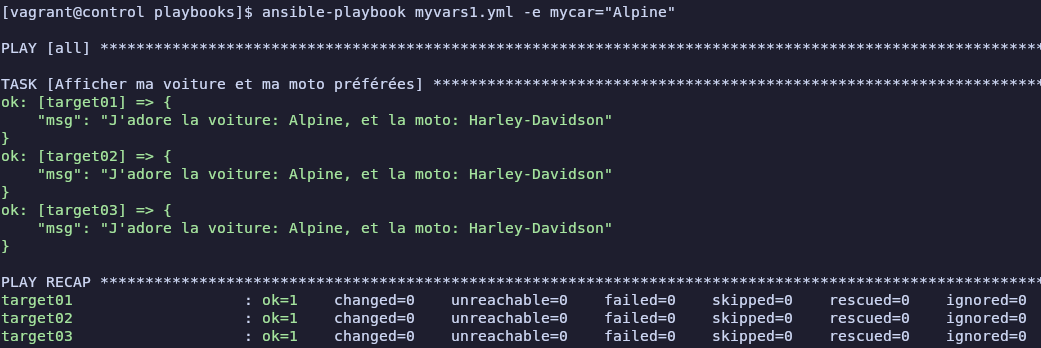 [vagrant@control playbooks]$ ansible-playbook myvars1.yml -e mycar="Alpine"
PLAY [all] *********************************************************************************************************
TASK [Afficher ma voiture et ma moto préférées] ********************************************************************
ok: [target01] => {
    "msg": "J'adore la voiture: Alpine, et la moto: Harley-Davidson"
}
ok: [target02] => {
    "msg": "J'adore la voiture: Alpine, et la moto: Harley-Davidson"
}
ok: [target03] => {
    "msg": "J'adore la voiture: Alpine, et la moto: Harley-Davidson"
}
PLAY RECAP *********************************************************************************************************
target01                   : ok=1    changed=0    unreachable=0    failed=0    skipped=0    rescued=0    ignored=0
target02                   : ok=1    changed=0    unreachable=0    failed=0    skipped=0    rescued=0    ignored=0
target03                   : ok=1    changed=0    unreachable=0    failed=0    skipped=0    rescued=0    ignored=0